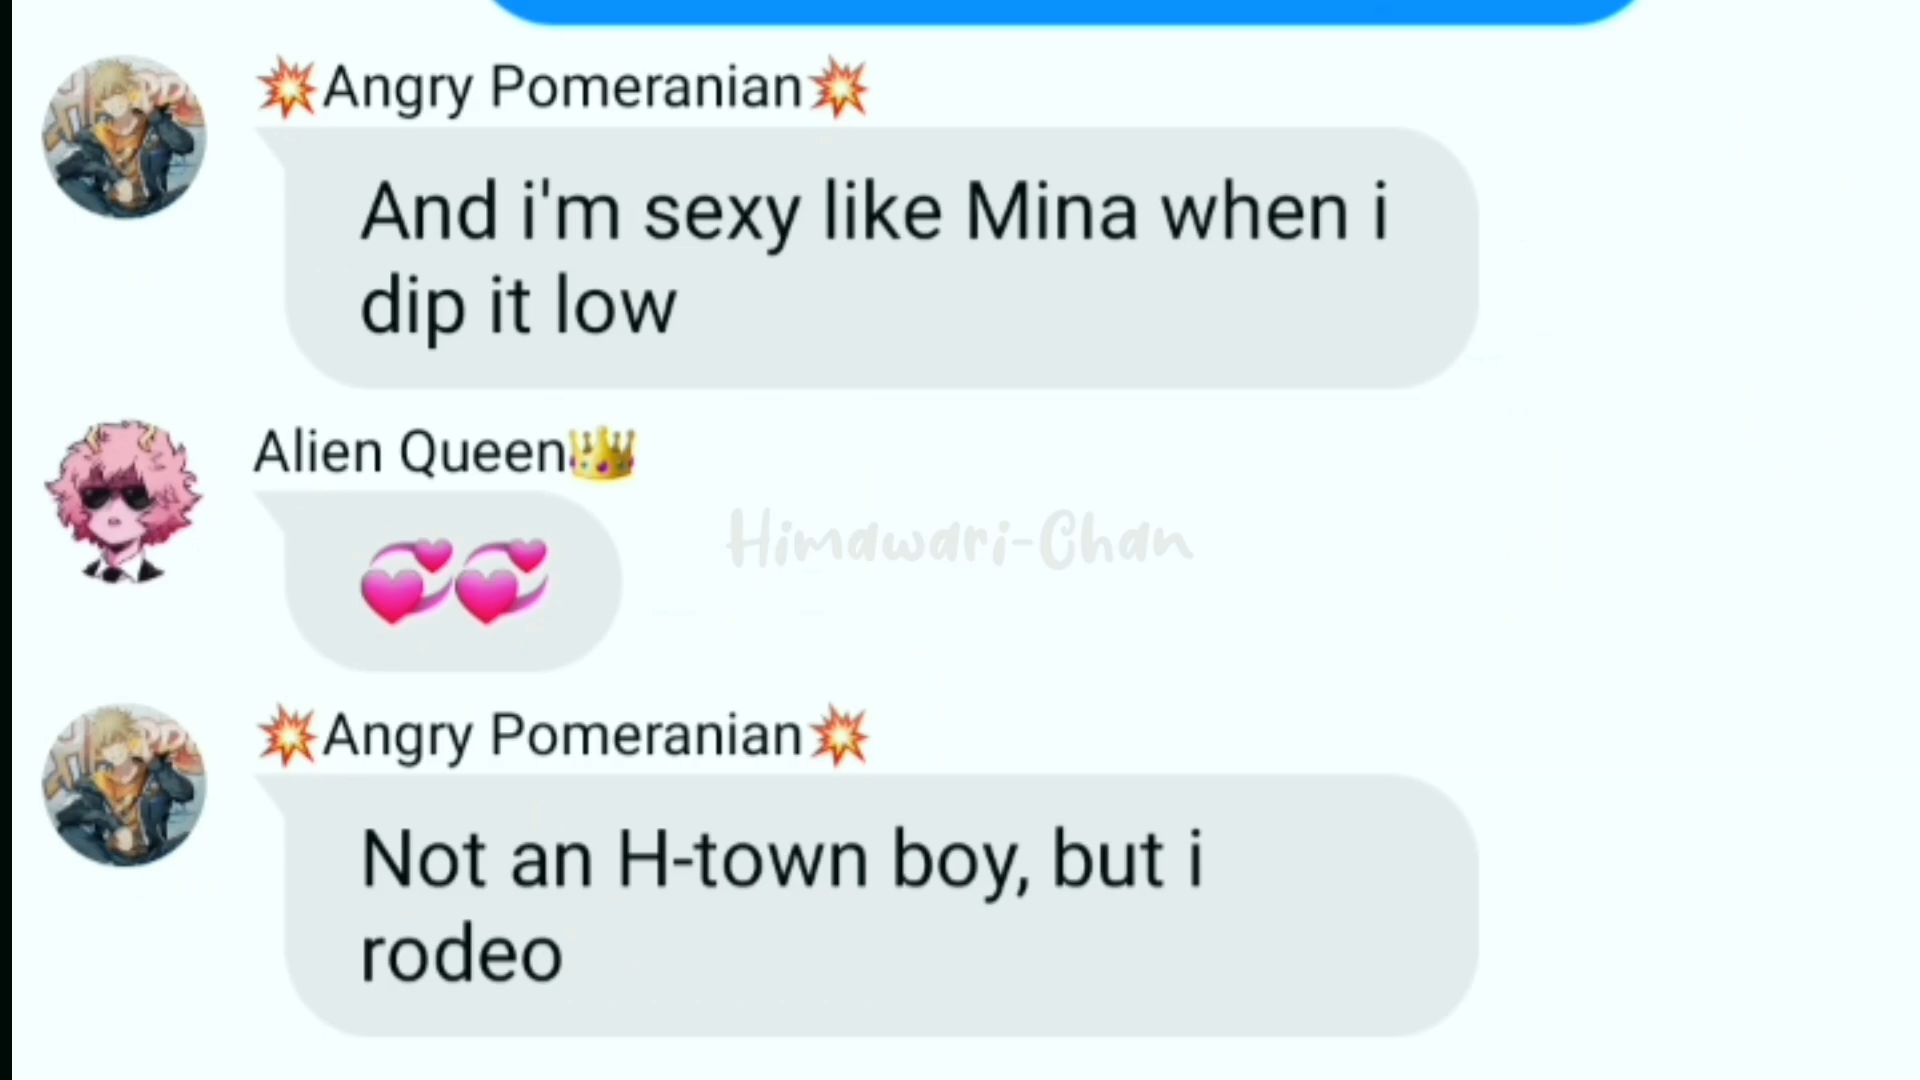 💥Angry Pomeranian💥
And i'm sexy like Mina when i
dip it low
Alien Queen👑
💞💞
Himawari-Chan
💥Angry Pomeranian💥
Not an H-town boy, but i
rodeo